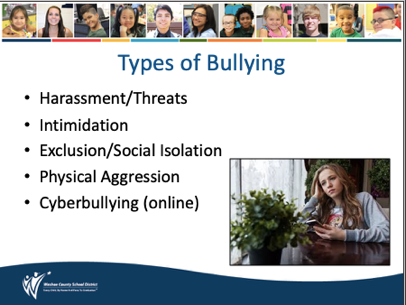 Types of Bullying
• Harassment/Threats
• Intimidation
• Exclusion/Social Isolation
• Physical Aggression
• Cyberbullying (online)
Washoe County School District